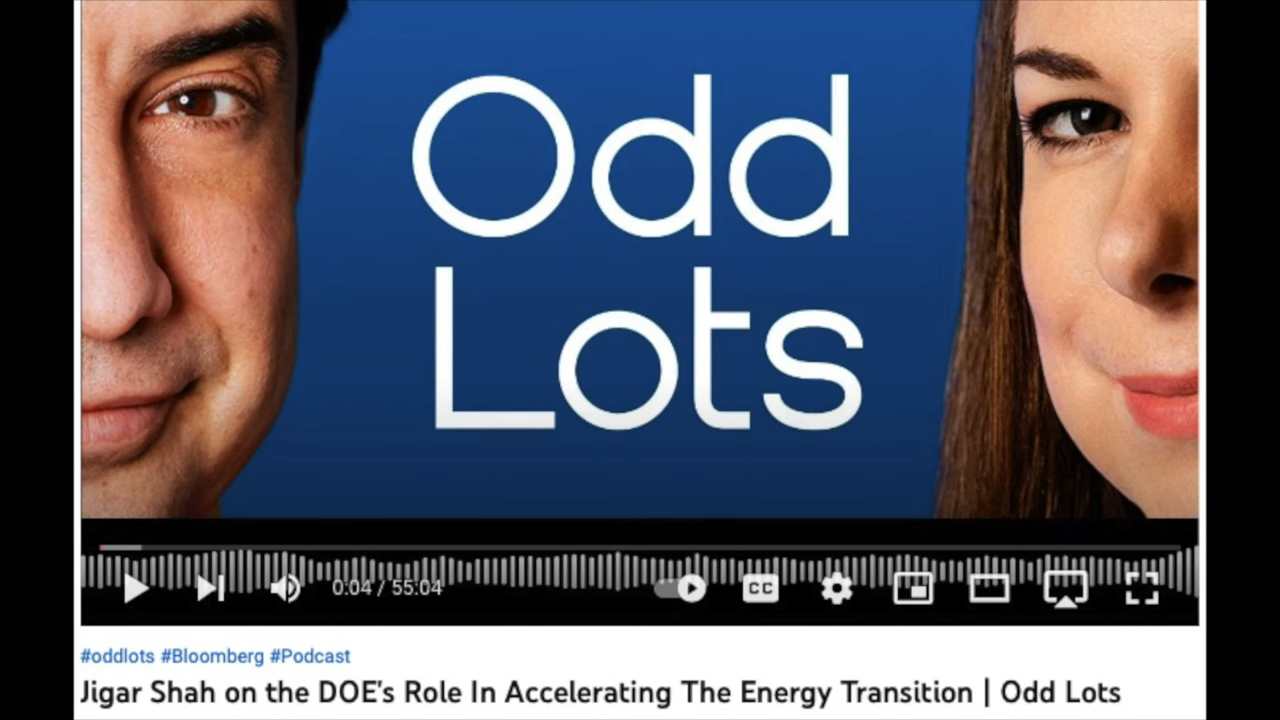 Odd
Lots
0:04 / 55:04
CC
#oddlots #Bloomberg #Podcast
Jigar Shah on the DOE's Role In Accelerating The Energy Transition | Odd Lots